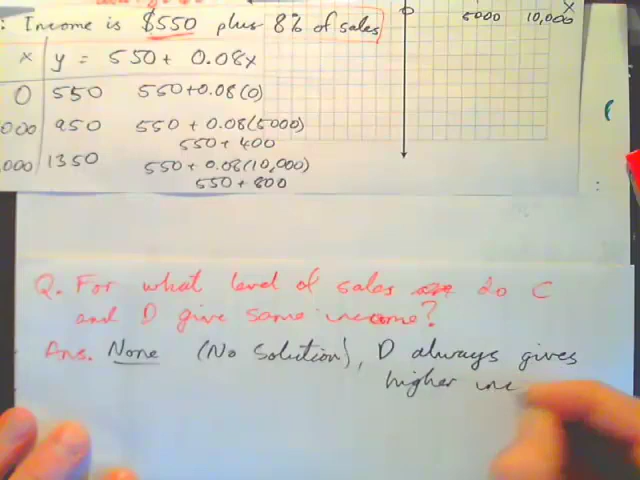 : Income is $550 plus 8% of sales
5000 10,000 x
x y = 550 + 0.08x
0 550 550+0.08(0)
000 950 550 + 0.08(5000)
550 + 400
,000 1350 550 + 0.08(10,000)
550 + 800
Q. For what level of sales do C
and D give same income?
Ans. None (No Solution), D always gives
higher inc